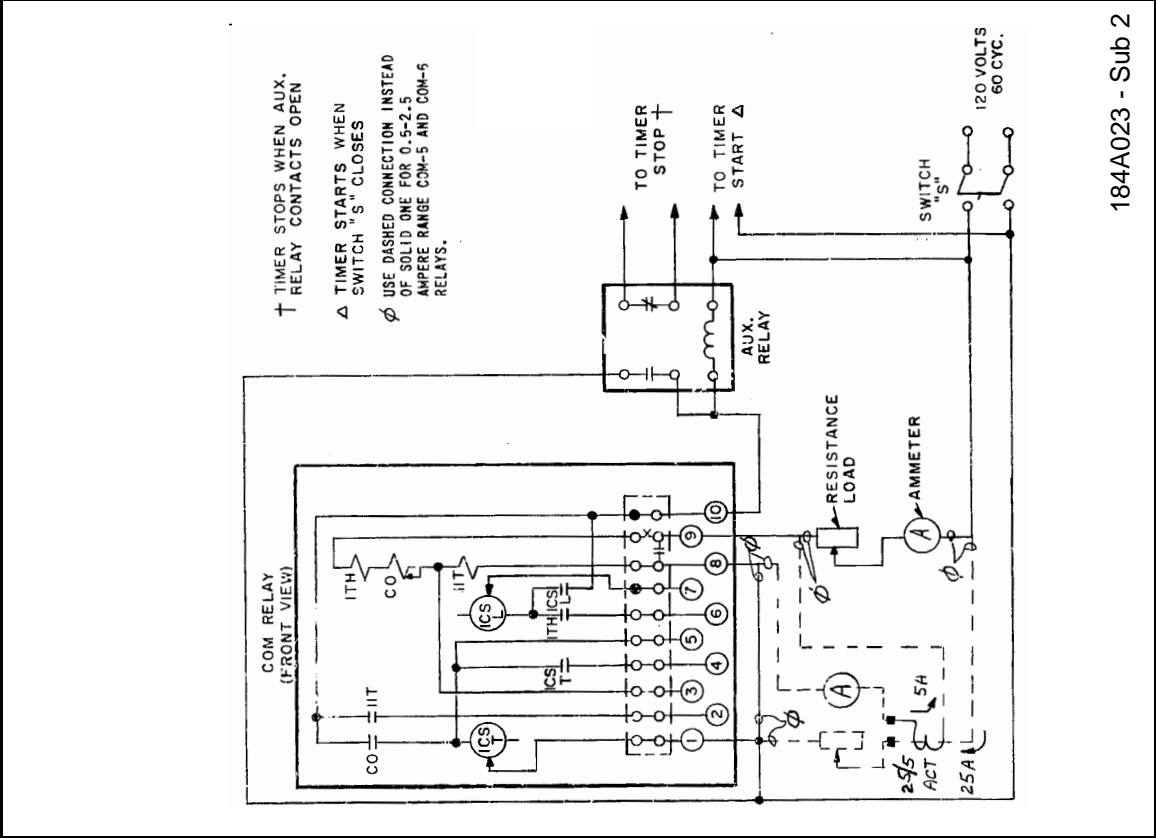 † TIMER STOPS WHEN AUX.
RELAY CONTACTS OPEN
Δ TIMER STARTS WHEN
SWITCH "S" CLOSES
Ø USE DASHED CONNECTION INSTEAD
OF SOLID ONE FOR 0.5-2.5
AMPERE RANGE COM-5 AND COM-6
RELAYS.
TO TIMER
STOP †
TO TIMER
START Δ
120 VOLTS
60 CYC.
SWITCH
"S"
AUX.
RELAY
COM RELAY
(FRONT VIEW)
ITH
CO
IIT
ICS
L
ITH
ICS
L
ICS
T
CO
IIT
ICS
T
X
1
2
3
4
5
6
7
8
9
10
RESISTANCE
LOAD
AMMETER
A
Ø
Ø
Ø
Ø
A
5A
25/5
ACT
25A
184A023 - Sub 2